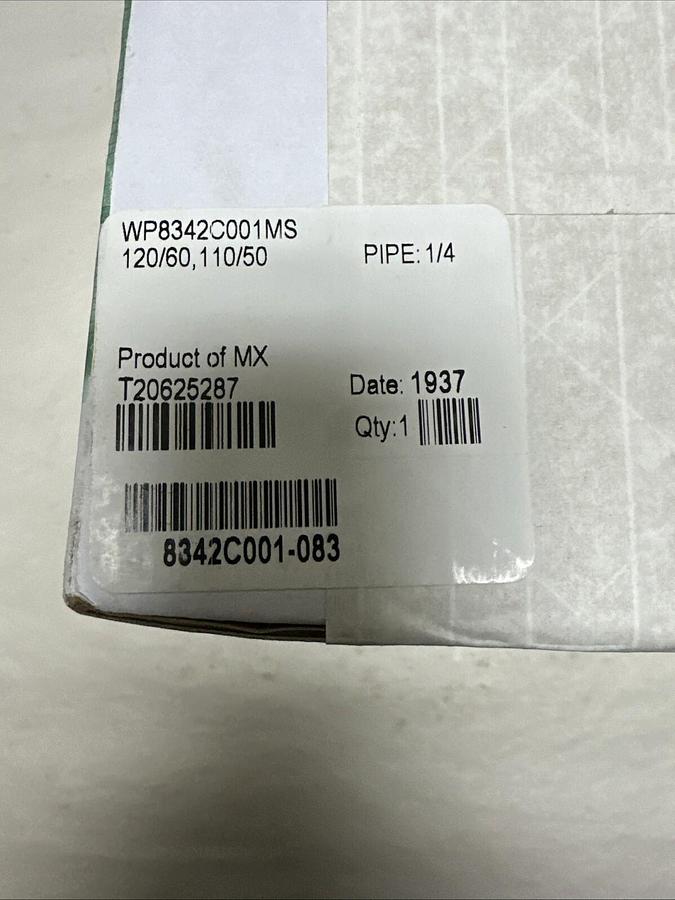 WP8342C001MS
120/60,110/50 PIPE: 1/4
Product of MX
T20625287 Date: 1937
Qty:1
8342C001-083